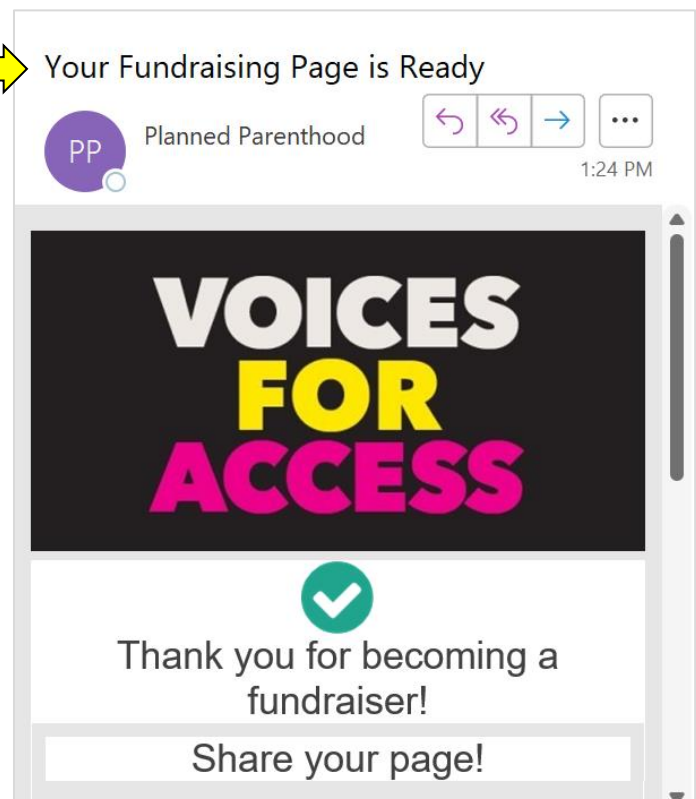 Your Fundraising Page is Ready
PP
Planned Parenthood
1:24 PM
VOICES
FOR
ACCESS
Thank you for becoming a
fundraiser!
Share your page!